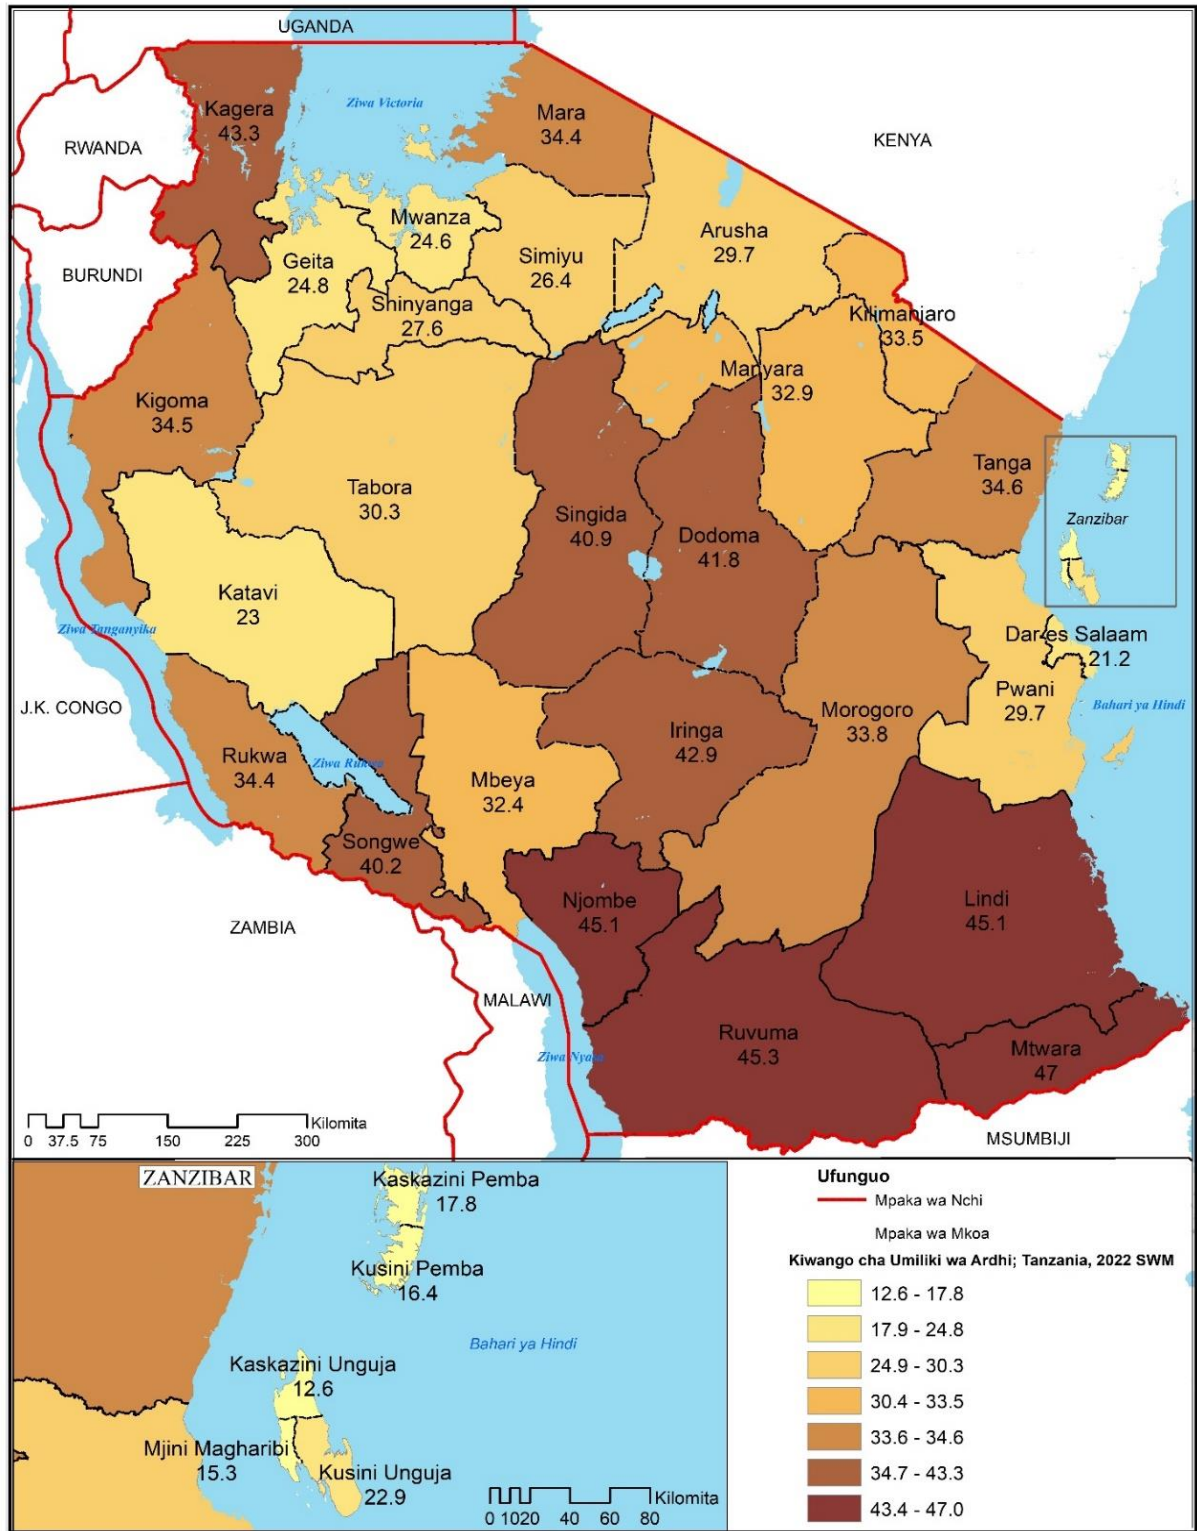 UGANDA
Kagera
43.3
Ziwa Victoria
Mara
34.4
KENYA
RWANDA
Mwanza
24.6
Arusha
29.7
Simiyu
26.4
Geita
24.8
BURUNDI
Shinyanga
27.6
Kilimanjaro
33.5
Manyara
32.9
Kigoma
34.5
Tanga
34.6
Tabora
30.3
Singida
40.9
Dodoma
41.8
Zanzibar
Katavi
23
Ziwa Tanganyika
Dar es Salaam
21.2
Pwani
29.7
Bahari ya Hindi
J.K. CONGO
Morogoro
33.8
Iringa
42.9
Rukwa
34.4
Ziwa Rukwa
Mbeya
32.4
Songwe
40.2
Njombe
45.1
Lindi
45.1
ZAMBIA
MALAWI
Ruvuma
45.3
Ziwa Nyasa
Mtwara
47
MSUMBIJI
Kilomita
0 37.5 75 150 225 300
ZANZIBAR
Kaskazini Pemba
17.8
Kusini Pemba
16.4
Bahari ya Hindi
Kaskazini Unguja
12.6
Mjini Magharibi
15.3
Kusini Unguja
22.9
Kilomita
0 1020 40 60 80
Ufunguo
Mpaka wa Nchi
Mpaka wa Mkoa
Kiwango cha Umiliki wa Ardhi; Tanzania, 2022 SWM
12.6 - 17.8
17.9 - 24.8
24.9 - 30.3
30.4 - 33.5
33.6 - 34.6
34.7 - 43.3
43.4 - 47.0